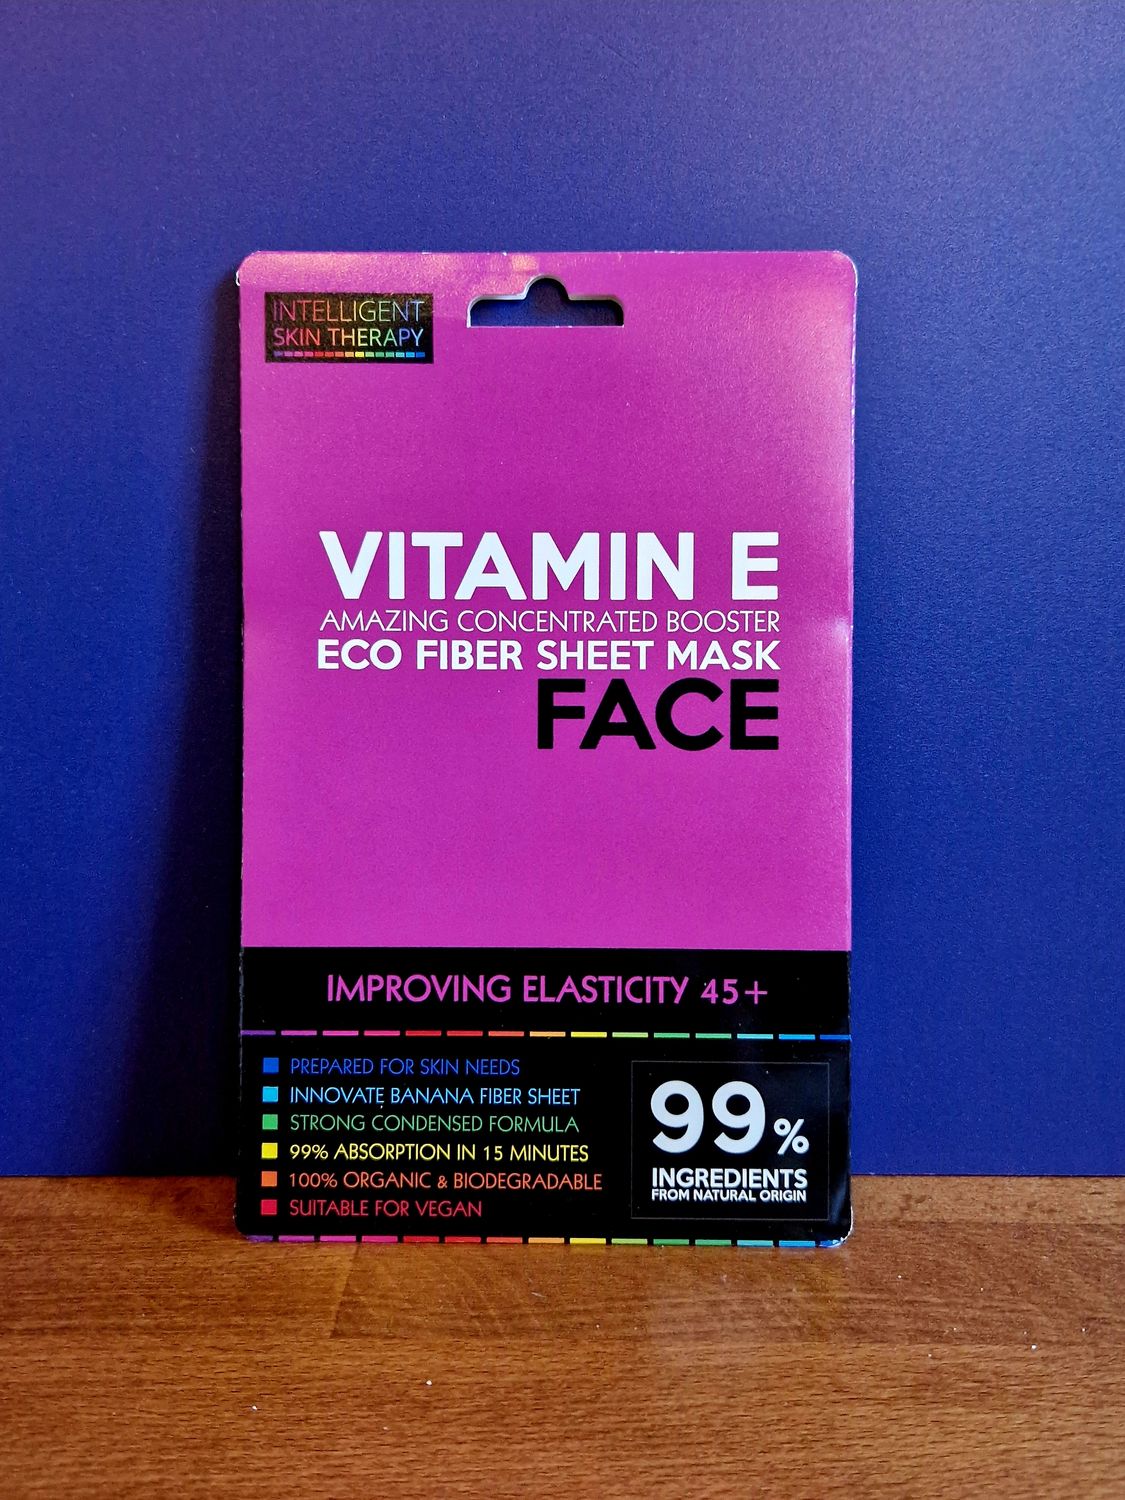 INTELLIGENT
SKIN THERAPY
VITAMIN E
AMAZING CONCENTRATED BOOSTER
ECO FIBER SHEET MASK
FACE
IMPROVING ELASTICITY 45+
PREPARED FOR SKIN NEEDS
INNOVATE BANANA FIBER SHEET
STRONG CONDENSED FORMULA
99% ABSORPTION IN 15 MINUTES
100% ORGANIC & BIODEGRADABLE
SUITABLE FOR VEGAN
99%
INGREDIENTS
FROM NATURAL ORIGIN